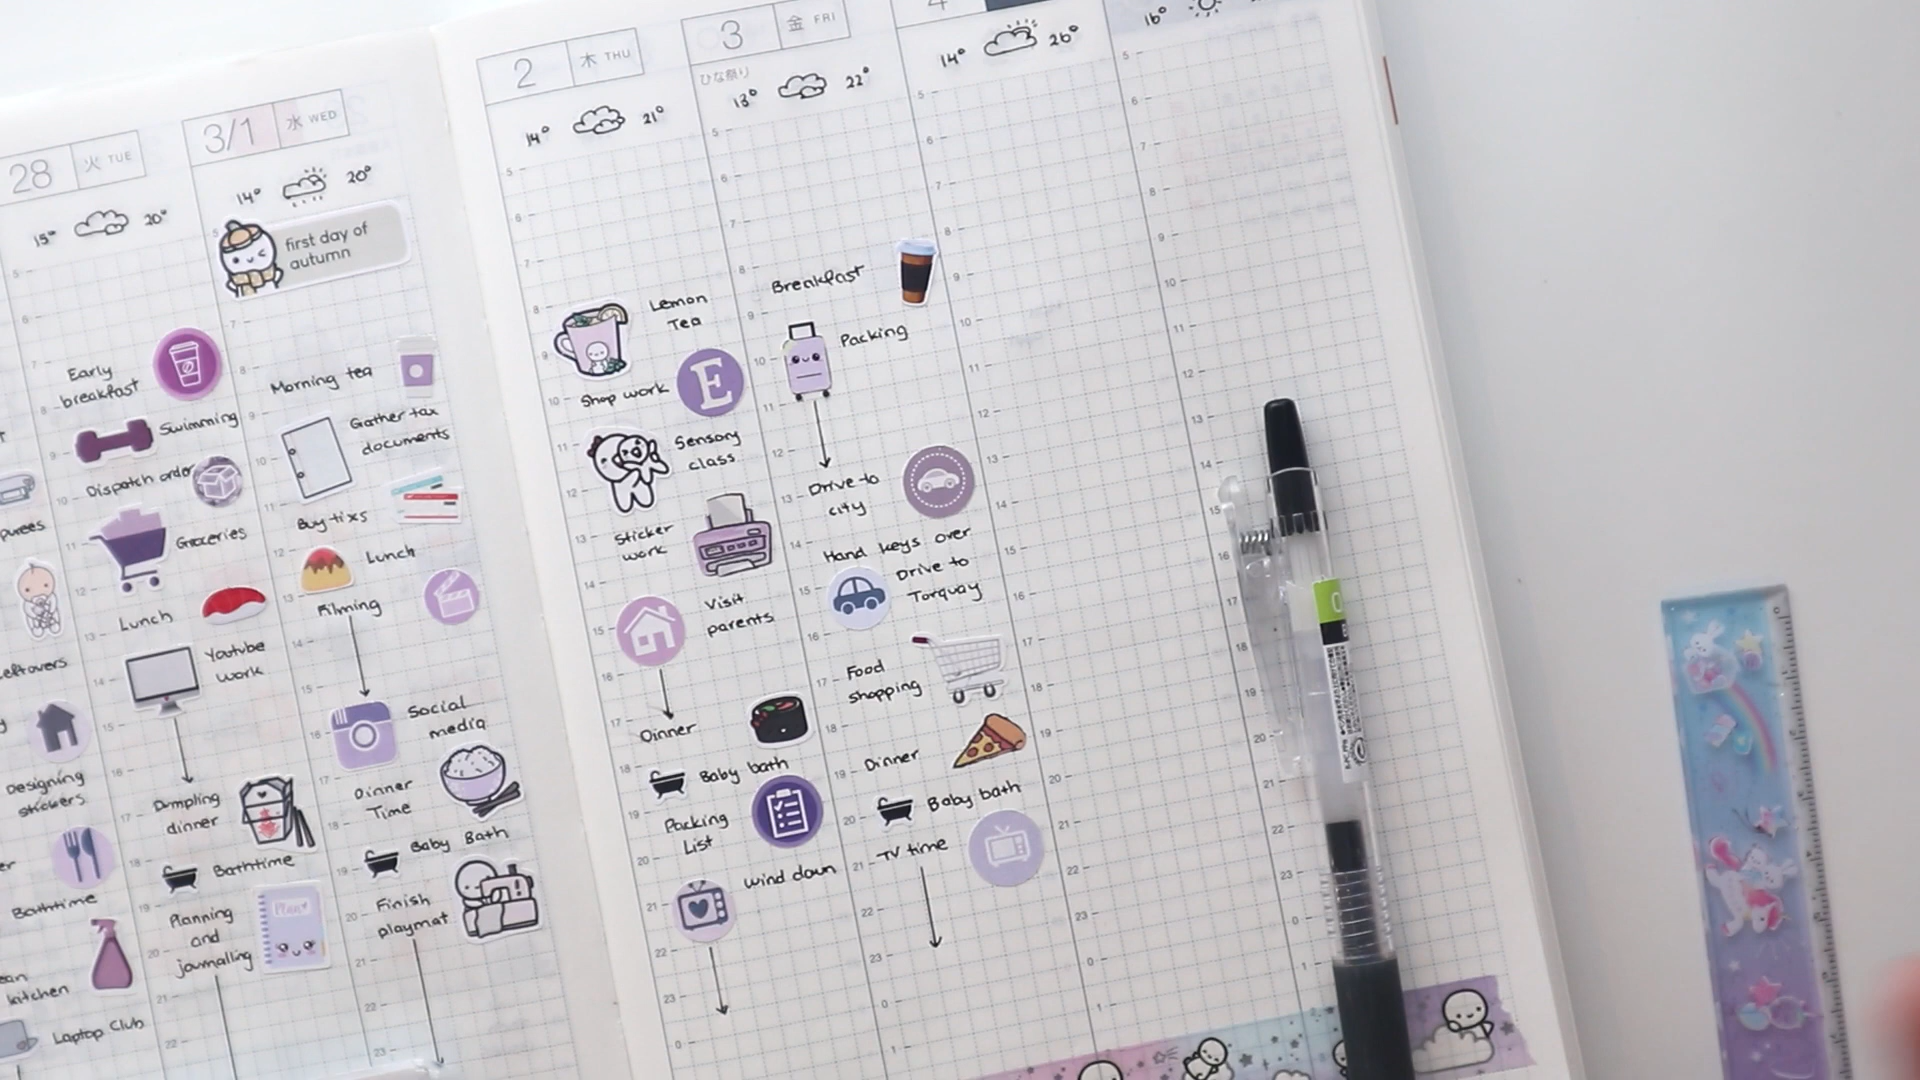 28 火 TUE
15° 20°
Early
breakfast
Swimming
Dispatch order
Groceries
Lunch
Youtube
work
Dumpling
dinner
Bathtime
Planning
and
journalling
purees
leftovers
Designing
stickers
Bathtime
kitchen
Laptop Club
3/1 水 WED
14° 20°
first day of
autumn
Morning tea
Gather tax
documents
Buy tixs
Lunch
Filming
Social
media
Dinner
Time
Baby Bath
Finish
playmat
2 木 THU
14° 21°
Lemon
Tea
Shop work
E
Sensory
class
Sticker
work
Visit
parents
Dinner
Baby bath
Packing
List
Wind down
3 金 FRI
ひな祭り
13° 22°
Breakfast
Packing
Drive to
city
Hand keys over
Drive to
Torquay
Food
shopping
Dinner
Baby bath
TV time
14° 26°
16°